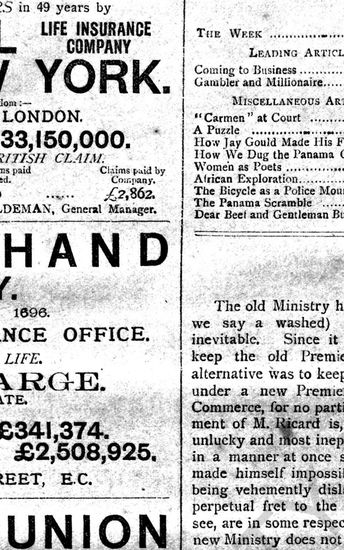 RS in 49 years by
L LIFE INSURANCE
COMPANY
W YORK.
dom:—
LONDON.
33,150,000.
RITISH CLAIM.
ms paid Claims paid by
ed. Company.
...... £2,862.
LDEMAN, General Manager.
HAND
Y.
1696.
NCE OFFICE.
LIFE.
ARGE.
ATE.
£341,374.
£2,508,925.
REET, E.C.
UNION
THE WEEK
LEADING ARTICL
Coming to Business
Gambler and Millionaire
MISCELLANEOUS ART
"Carmen" at Court
A Puzzle
How Jay Gould Made His F
How We Dug the Panama C
Women as Poets
African Exploration
The Bicycle as a Police Mou
The Panama Scramble
Dear Beef and Gentleman Bu
The old Ministry h
we say a washed)
inevitable. Since it
keep the old Premie
alternative was to keep
under a new Premie
Commerce, for no parti
ment of M. Ricard is,
unlucky and most inep
in a manner at once s
made himself impossil
being vehemently disli
perpetual fret to the
see, are in some respec
new Ministry does not